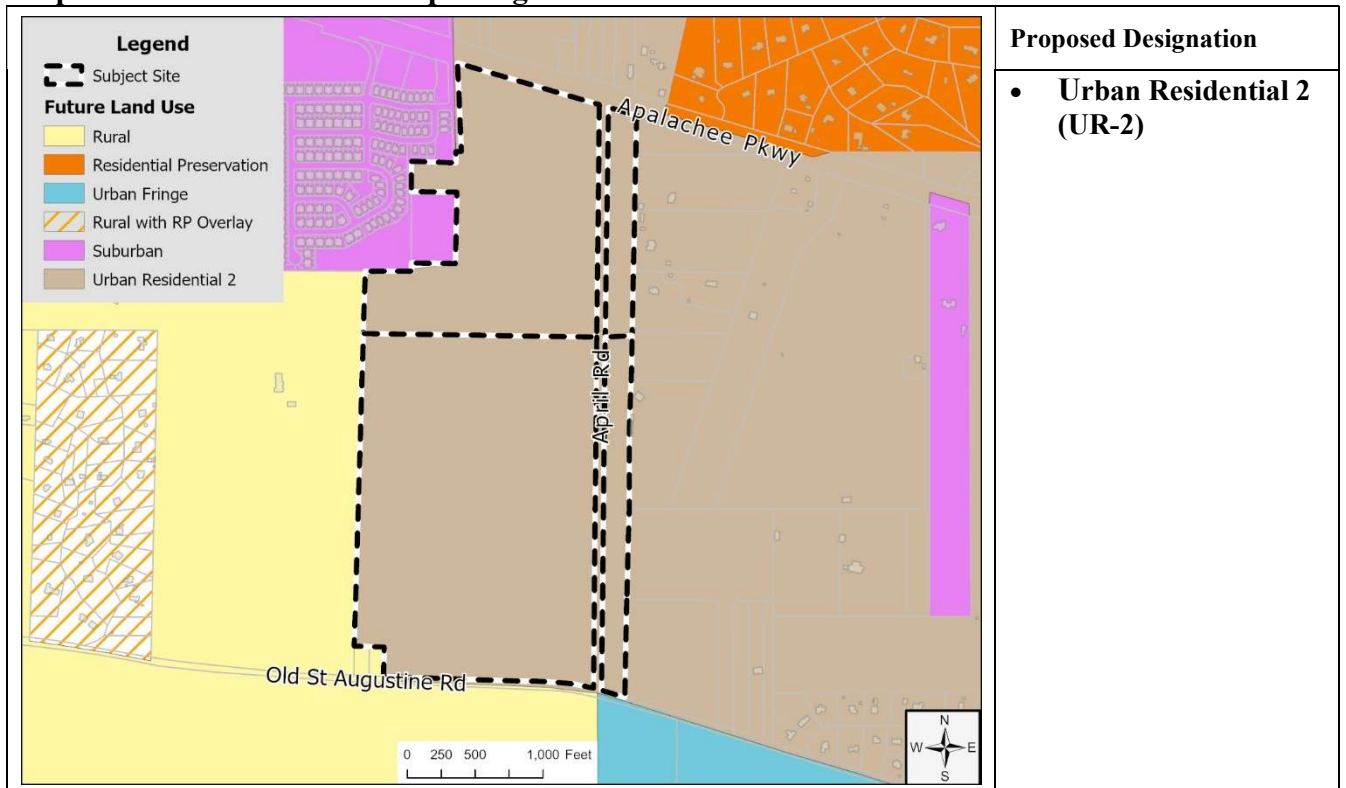 Legend
Subject Site
Future Land Use
Rural
Residential Preservation
Urban Fringe
Rural with RP Overlay
Suburban
Urban Residential 2
Apalachee Pkwy
April Rd
Old St Augustine Rd
0 250 500 1,000 Feet
N
W E
S
Proposed Designation
• Urban Residential 2
(UR-2)